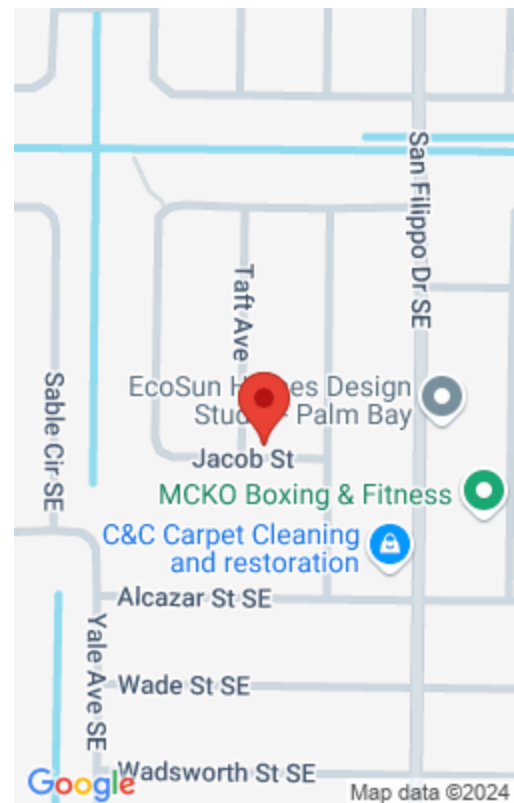 San Filippo Dr SE
Taft Ave
Sable Cir SE
EcoSun H es Design
Stud Palm Bay
Jacob St
MCKO Boxing & Fitness
C&C Carpet Cleaning
and restoration
Alcazar St SE
Yale Ave SE
Wade St SE
Wadsworth St SE
Google
Map data ©2024